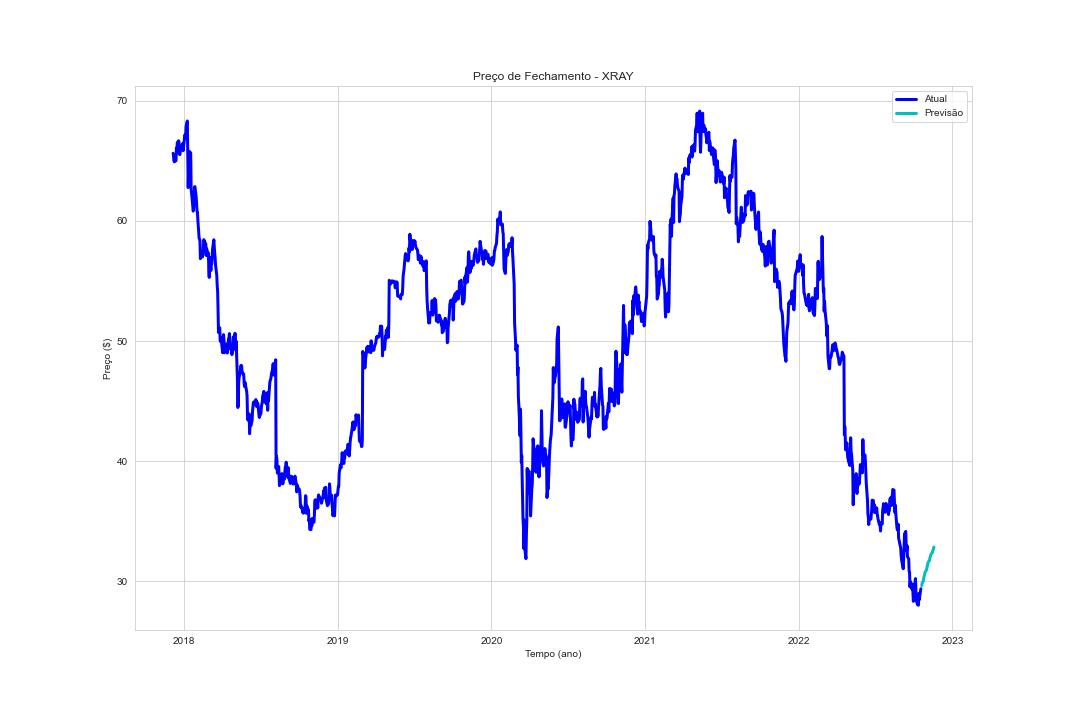 Preço de Fechamento - XRAY
Atual
Previsão
Preço ($)
70
60
50
40
30
2018
2019
2020
2021
2022
2023
Tempo (ano)